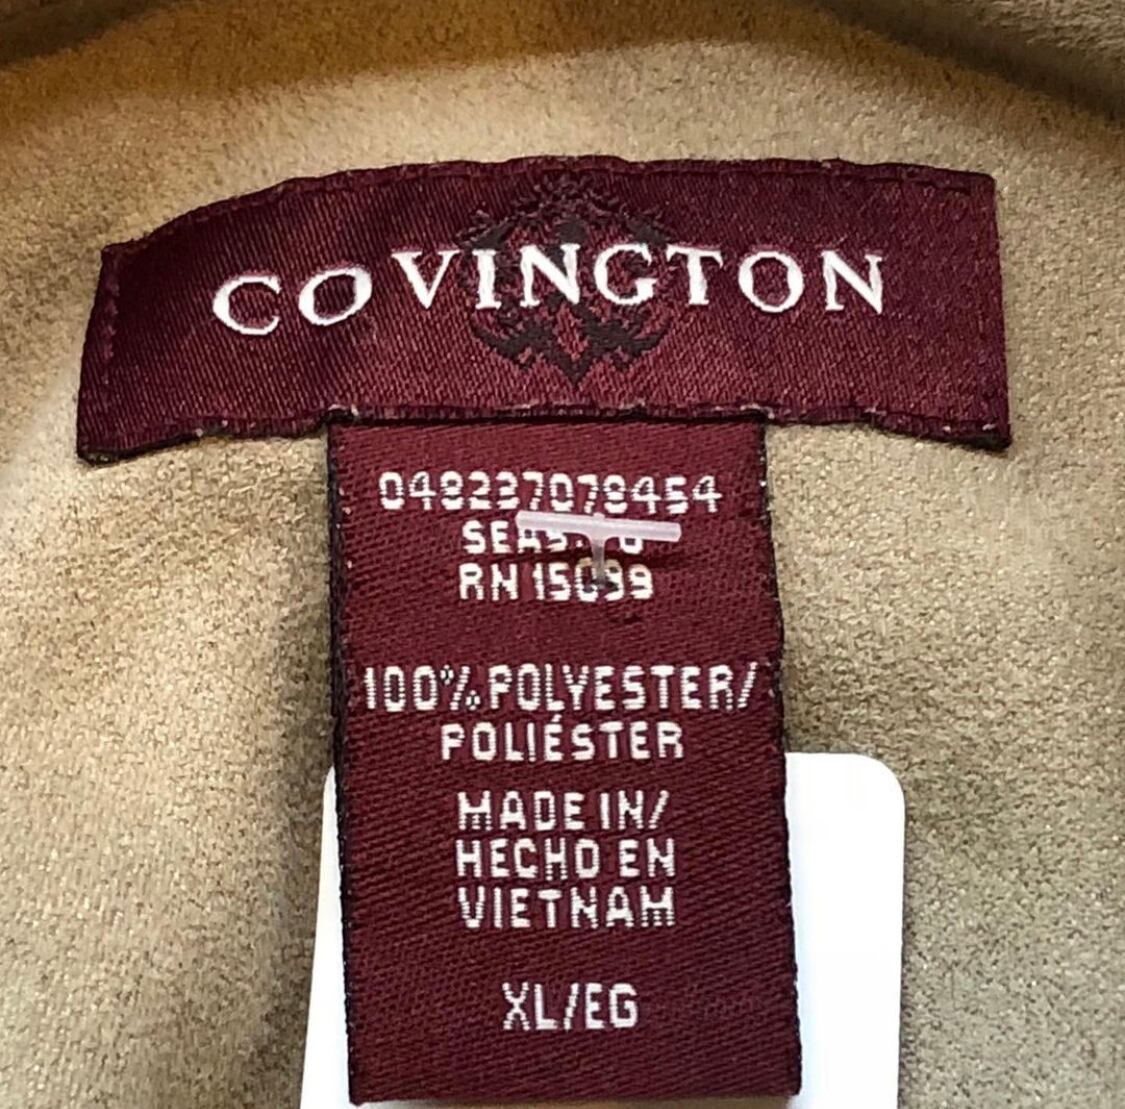 COVINGTON
048237078454
RN 15099
100% POLYESTER/
POLIÉSTER
MADE IN/
HECHO EN
VIETNAM
XL/EG